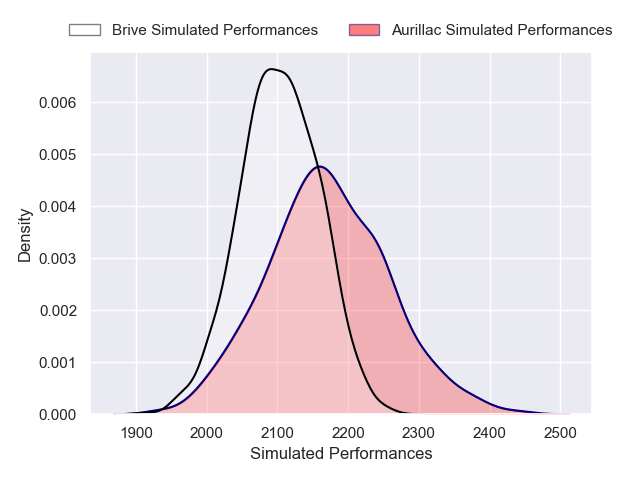 Brive Simulated Performances Aurillac Simulated Performances
0.006
0.005
0.004
0.003
0.002
0.001
0.000
Density
1900 2000 2100 2200 2300 2400 2500
Simulated Performances